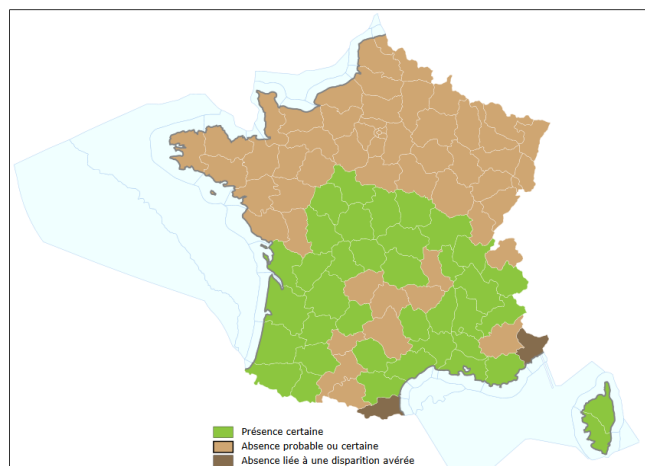 Présence certaine
Absence probable ou certaine
Absence liée à une disparition avérée